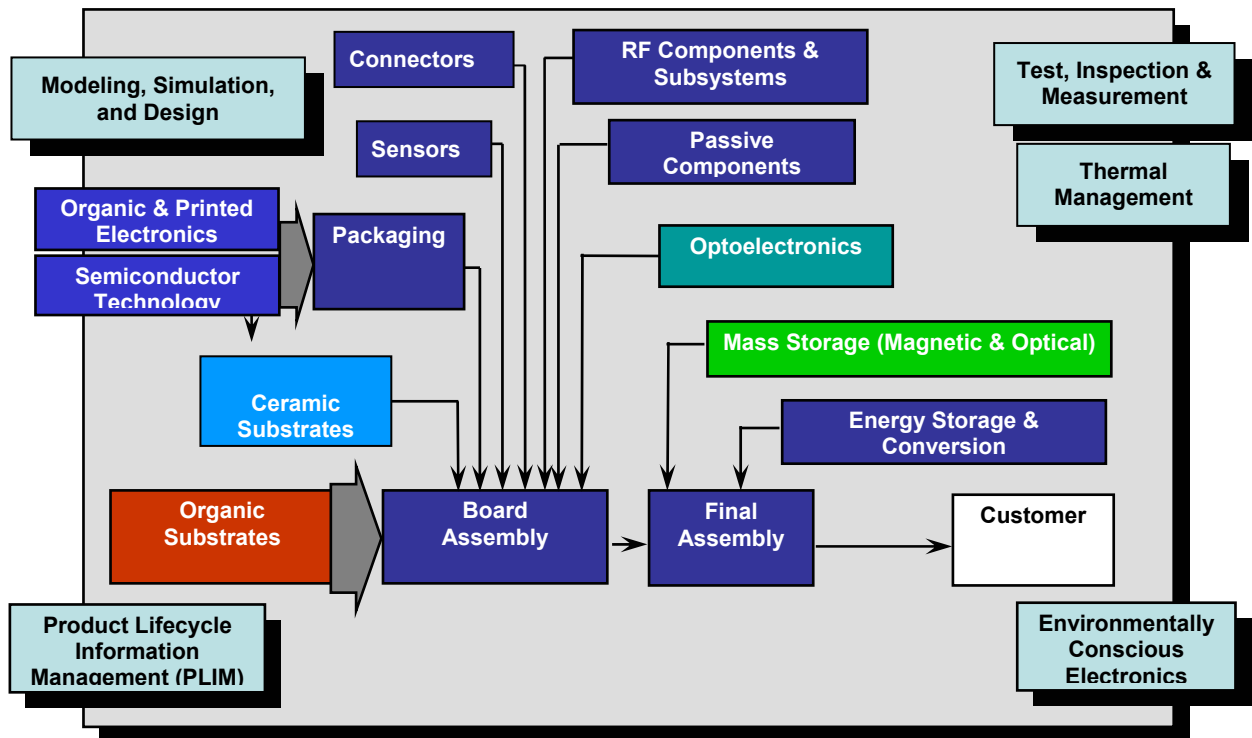 Connectors
RF Components &
Subsystems
Modeling, Simulation,
and Design
Test, Inspection &
Measurement
Sensors
Passive
Components
Thermal
Management
Organic & Printed
Electronics
Packaging
Optoelectronics
Semiconductor
Technology
Mass Storage (Magnetic & Optical)
Ceramic
Substrates
Energy Storage &
Conversion
Organic
Substrates
Board
Assembly
Final
Assembly
Customer
Product Lifecycle
Information
Management (PLIM)
Environmentally
Conscious
Electronics